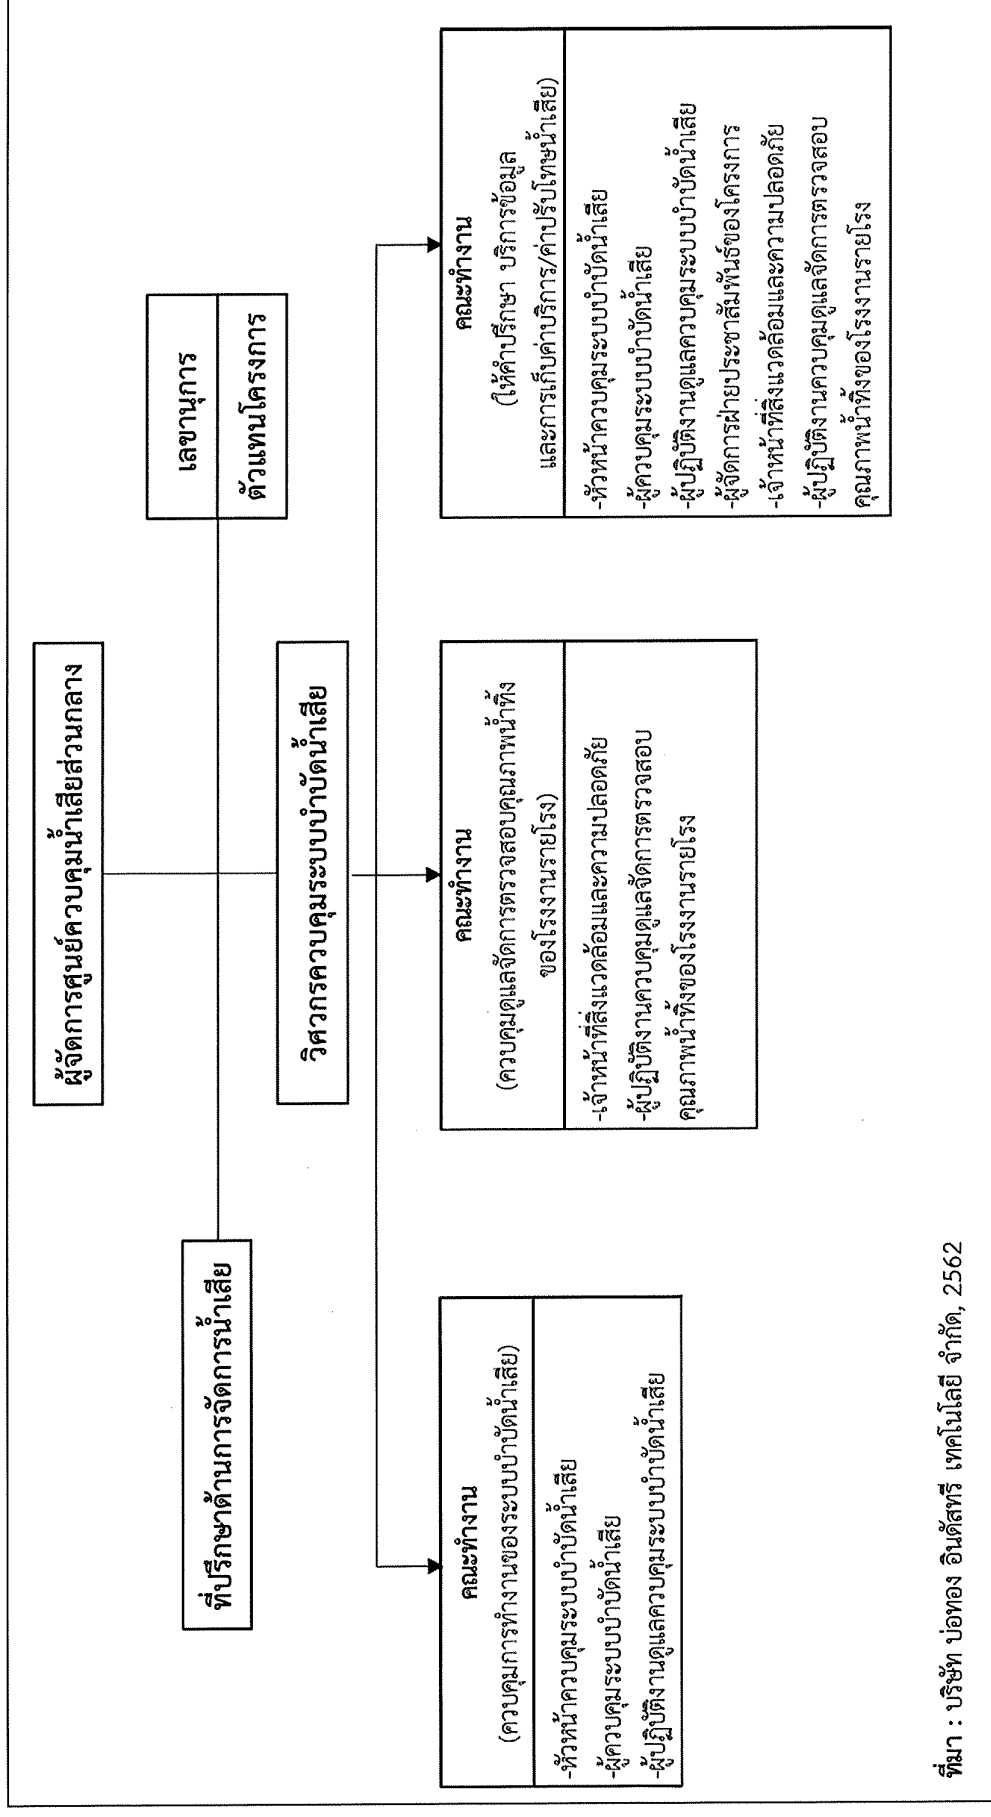 ผู้จัดการศูนย์ควบคุมน้ำเสียส่วนกลาง
ที่ปรึกษาด้านการจัดการน้ำเสีย
เลขานุการ
ตัวแทนโครงการ
วิศวกรควบคุมระบบบำบัดน้ำเสีย
คณะทำงาน
(ควบคุมการทำงานของระบบบำบัดน้ำเสีย)
-หัวหน้าควบคุมระบบบำบัดน้ำเสีย
-ผู้ควบคุมระบบบำบัดน้ำเสีย
-ผู้ปฏิบัติงานดูแลควบคุมระบบบำบัดน้ำเสีย
คณะทำงาน
(ควบคุมดูแลจัดการตรวจสอบคุณภาพน้ำทิ้ง
ของโรงงานรายโรง)
-เจ้าหน้าที่สิ่งแวดล้อมและความปลอดภัย
-ผู้ปฏิบัติงานควบคุมดูแลจัดการตรวจสอบ
คุณภาพน้ำทิ้งของโรงงานรายโรง
คณะทำงาน
(ให้คำปรึกษา บริการข้อมูล
และการเก็บค่าบริการ/ค่าปรับโทษน้ำเสีย)
-หัวหน้าควบคุมระบบบำบัดน้ำเสีย
-ผู้ควบคุมระบบบำบัดน้ำเสีย
-ผู้ปฏิบัติงานดูแลควบคุมระบบบำบัดน้ำเสีย
-ผู้จัดการฝ่ายประชาสัมพันธ์ของโครงการ
-เจ้าหน้าที่สิ่งแวดล้อมและความปลอดภัย
-ผู้ปฏิบัติงานควบคุมดูแลจัดการตรวจสอบ
คุณภาพน้ำทิ้งของโรงงานรายโรง
ที่มา : บริษัท บ่อทอง อินดัสทรี เทคโนโลยี จำกัด, 2562